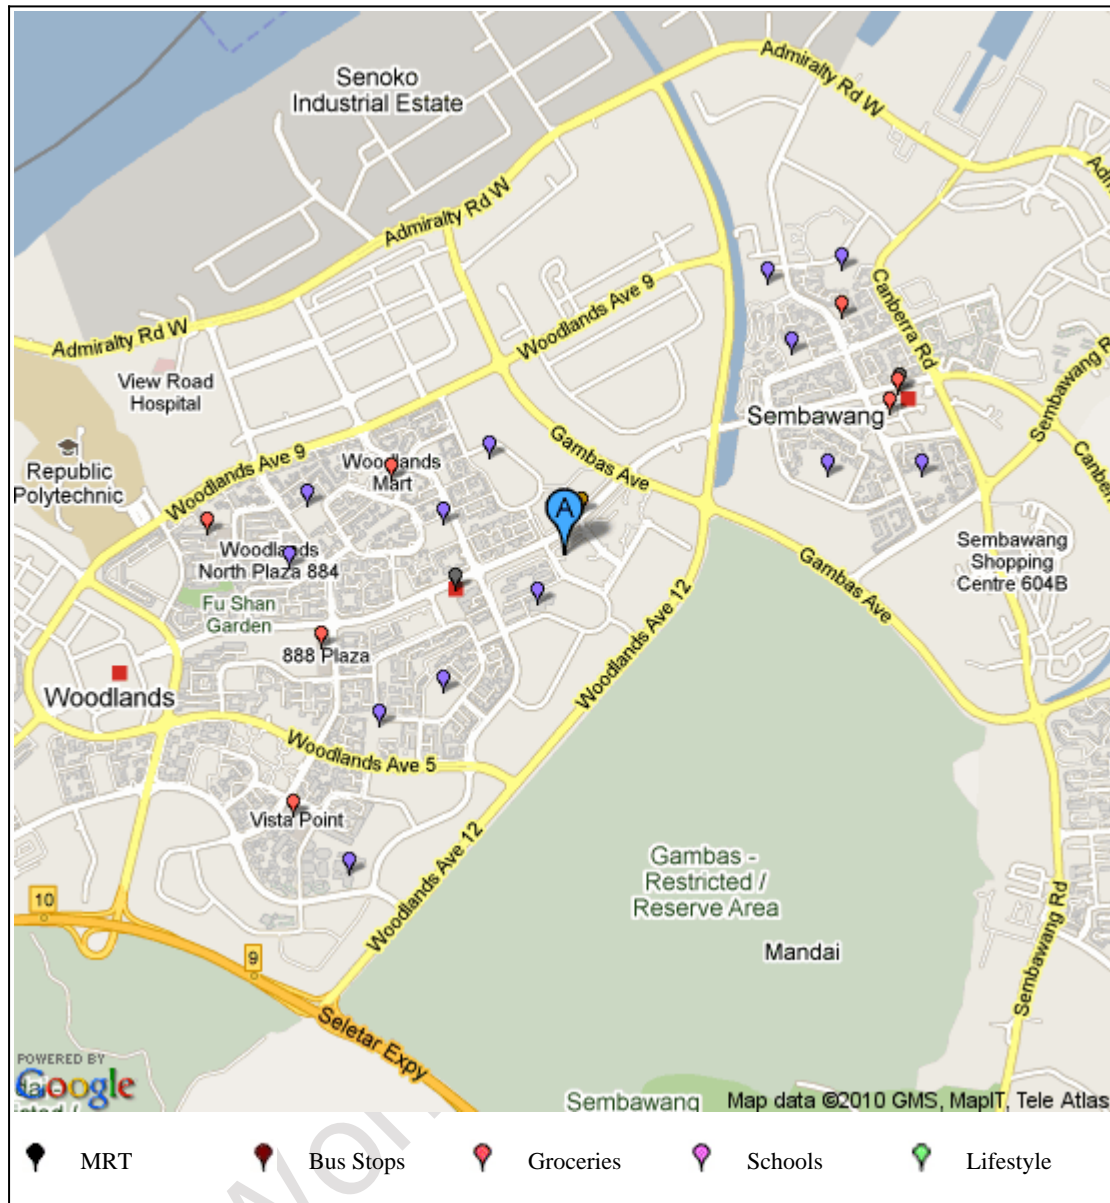 Senoko
Industrial Estate
Admiralty Rd W
Admiralty Rd W
Admiralty Rd W
Admiralty Rd W
Woodlands Ave 9
View Road
Hospital
Canberra Rd
Sembawang Rd
Sembawang
Republic
Polytechnic
Woodlands Ave 9
Woodlands
Mart
Gambas Ave
A
Woodlands
North Plaza 884
Fu Shan
Garden
888 Plaza
Sembawang
Shopping
Centre 604B
Gambas Ave
Woodlands Ave 12
Woodlands
Woodlands Ave 5
Vista Point
Woodlands Ave 12
Gambas -
Restricted /
Reserve Area
Mandai
Sembawang Rd
10
9
Seletar Expy
POWERED BY
Google
Sembawang
Map data ©2010 GMS, MapIT, Tele Atlas
MRT
Bus Stops
Groceries
Schools
Lifestyle